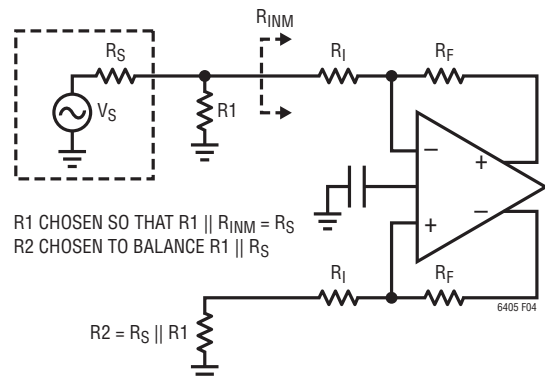 R_INM
R_S
R_I
R_F
V_S
R1
−
+
+
−
R1 CHOSEN SO THAT R1 || R_INM = R_S
R2 CHOSEN TO BALANCE R1 || R_S
R_I
R_F
6405 F04
R2 = R_S || R1